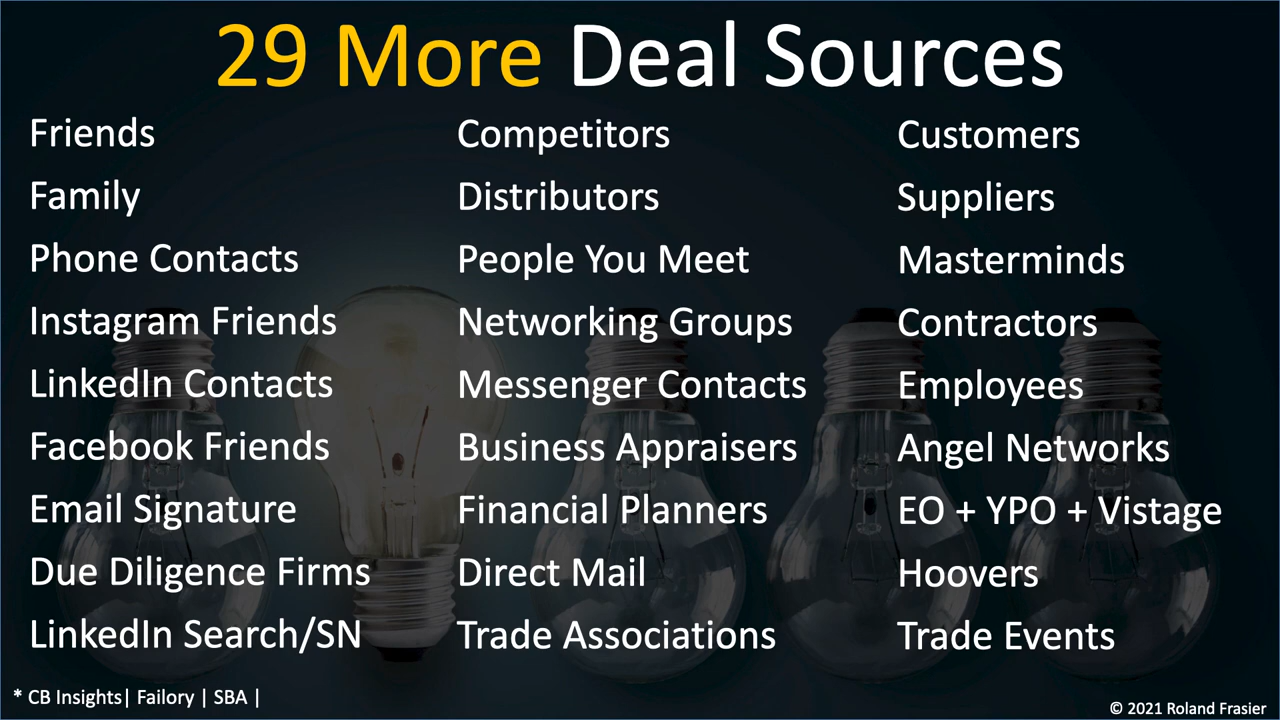 29 More Deal Sources
Friends
Family
Phone Contacts
Instagram Friends
LinkedIn Contacts
Facebook Friends
Email Signature
Due Diligence Firms
LinkedIn Search/SN
Competitors
Distributors
People You Meet
Networking Groups
Messenger Contacts
Business Appraisers
Financial Planners
Direct Mail
Trade Associations
Customers
Suppliers
Masterminds
Contractors
Employees
Angel Networks
EO + YPO + Vistage
Hoovers
Trade Events
* CB Insights| Failory | SBA |
© 2021 Roland Frasier